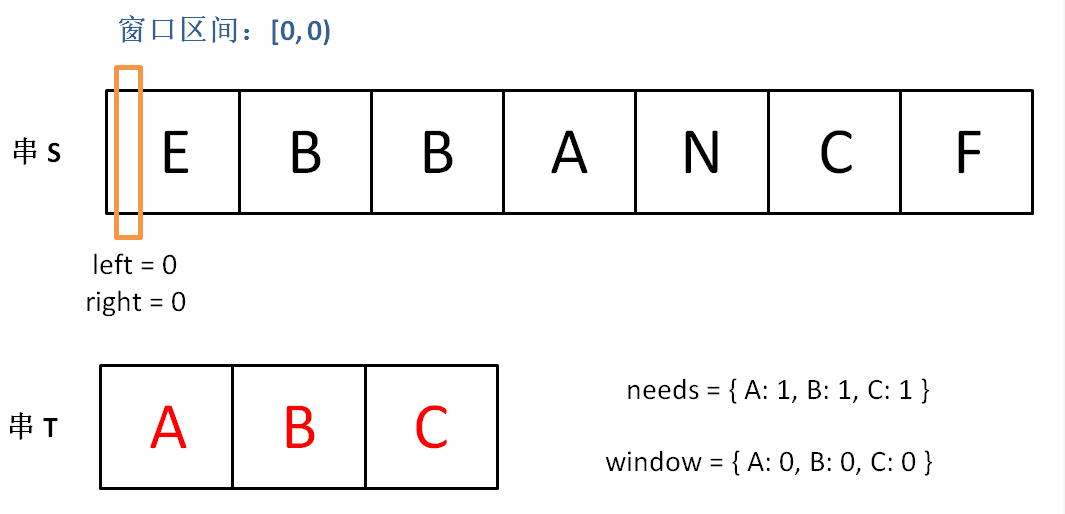 窗口区间：[0, 0)
串 S
E B B A N C F
left = 0
right = 0
串 T
A B C
needs = { A: 1, B: 1, C: 1 }
window = { A: 0, B: 0, C: 0 }